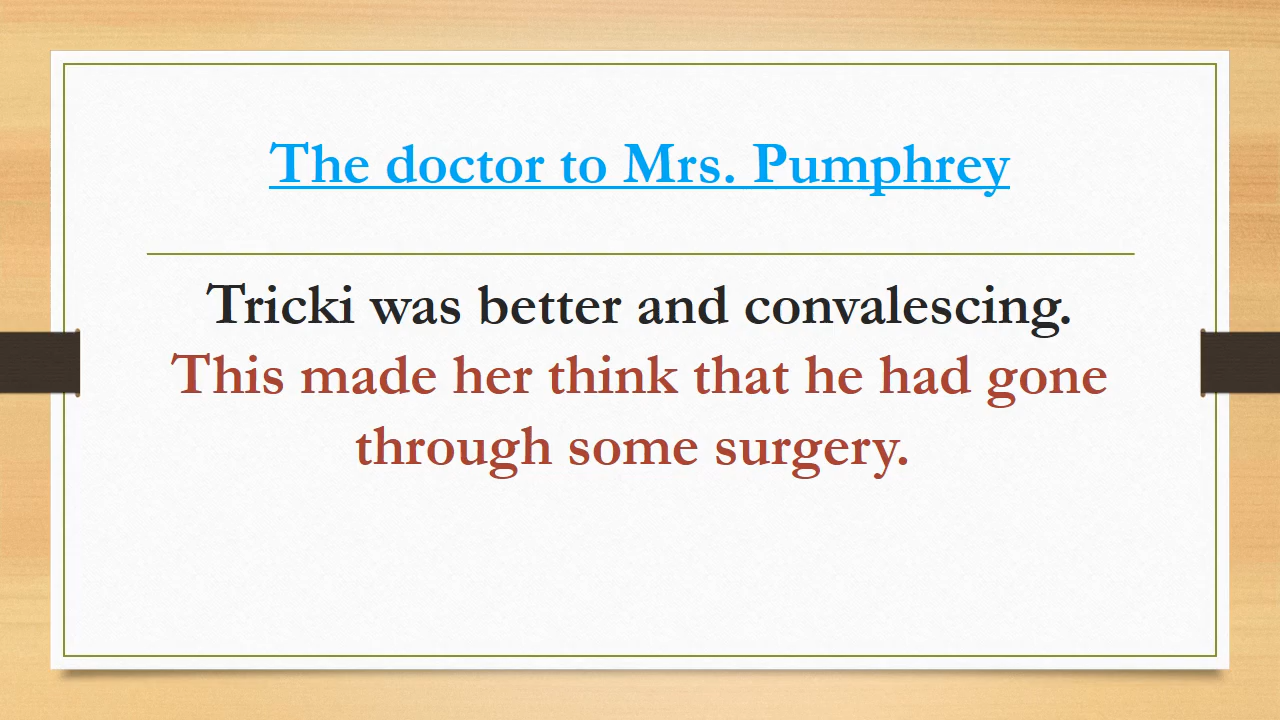 The doctor to Mrs. Pumphrey
Tricki was better and convalescing.
This made her think that he had gone
through some surgery.